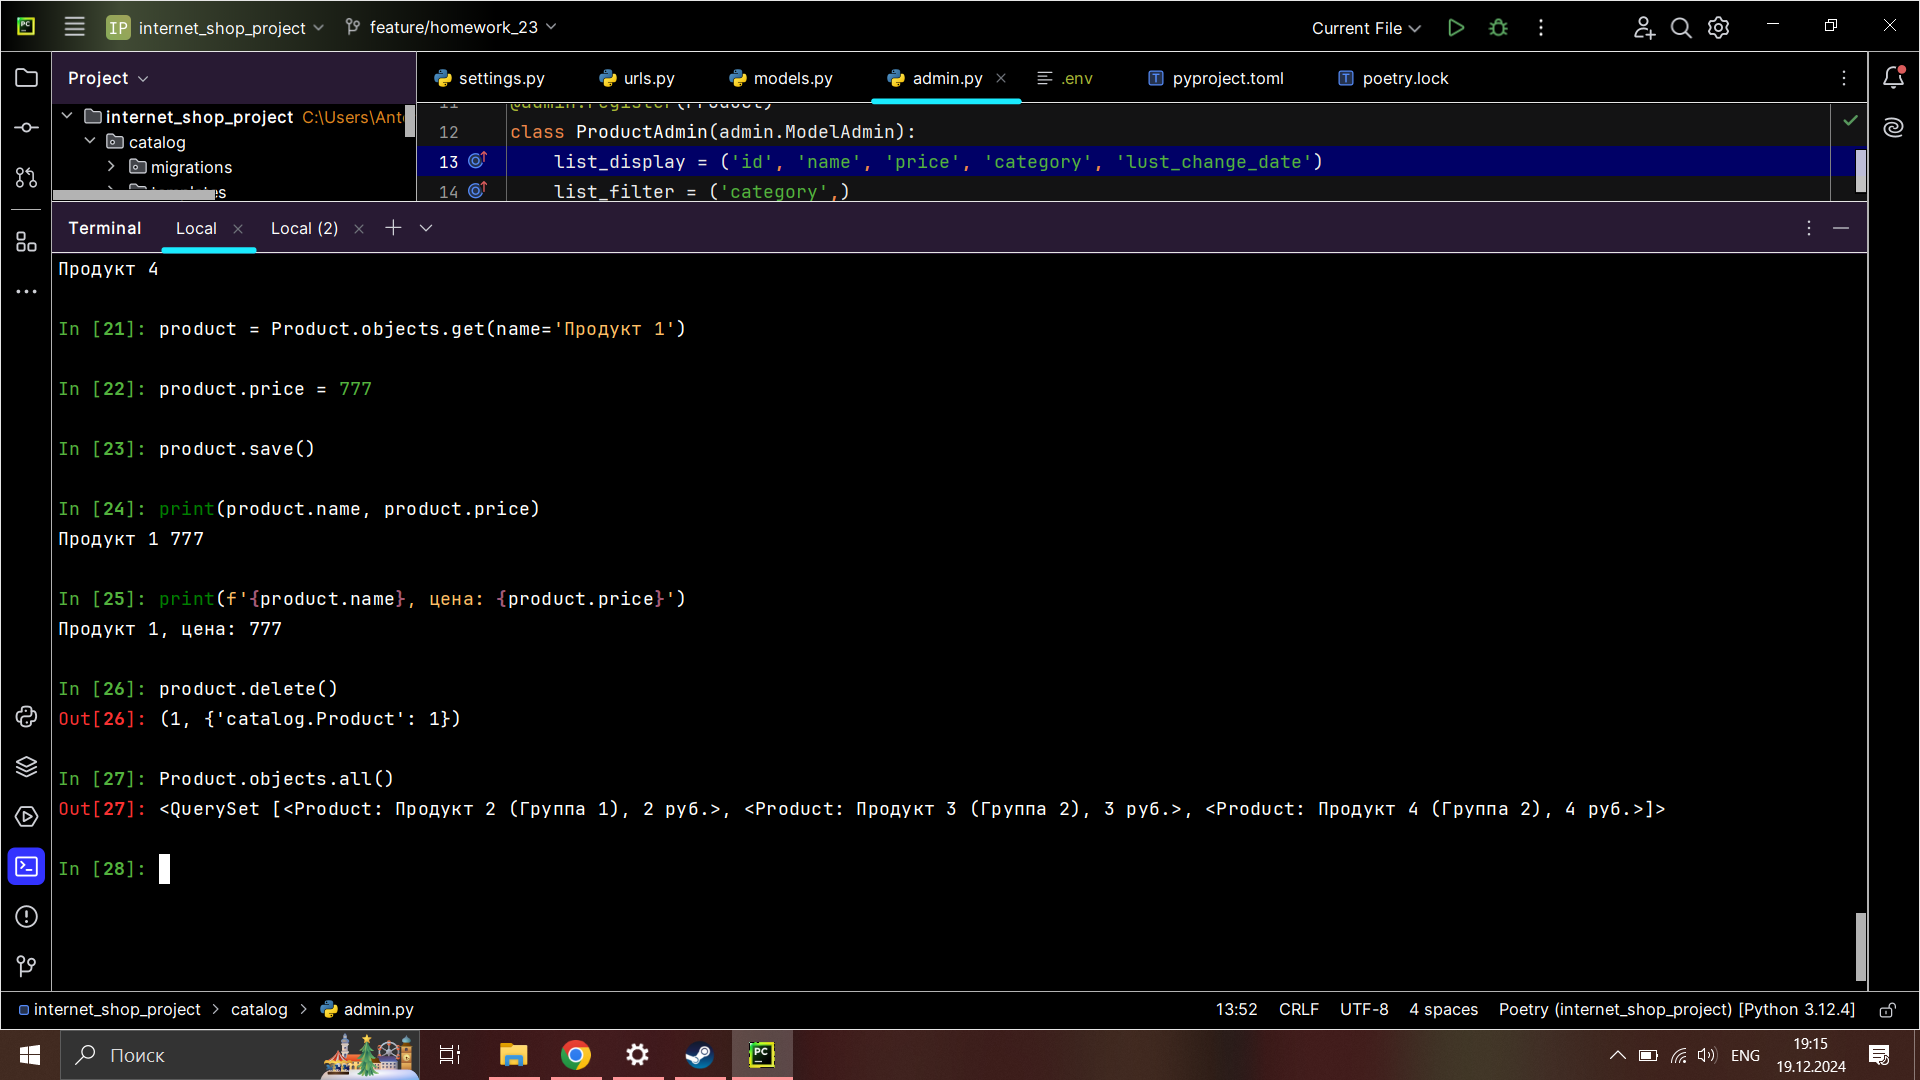 IP internet_shop_project feature/homework_23 Current File
Project settings.py urls.py models.py admin.py .env pyproject.toml poetry.lock
internet_shop_project C:\Users\Ant
catalog
migrations
11 @admin.register(Product)
12 class ProductAdmin(admin.ModelAdmin):
13 list_display = ('id', 'name', 'price', 'category', 'lust_change_date')
14 list_filter = ('category',)
Terminal Local Local (2)
Продукт 4
In [21]: product = Product.objects.get(name='Продукт 1')
In [22]: product.price = 777
In [23]: product.save()
In [24]: print(product.name, product.price)
Продукт 1 777
In [25]: print(f'{product.name}, цена: {product.price}')
Продукт 1, цена: 777
In [26]: product.delete()
Out[26]: (1, {'catalog.Product': 1})
In [27]: Product.objects.all()
Out[27]: <QuerySet [<Product: Продукт 2 (Группа 1), 2 руб.>, <Product: Продукт 3 (Группа 2), 3 руб.>, <Product: Продукт 4 (Группа 2), 4 руб.>]>
In [28]:
internet_shop_project catalog admin.py 13:52 CRLF UTF-8 4 spaces Poetry (internet_shop_project) [Python 3.12.4]
Поиск ENG 19:15
19.12.2024